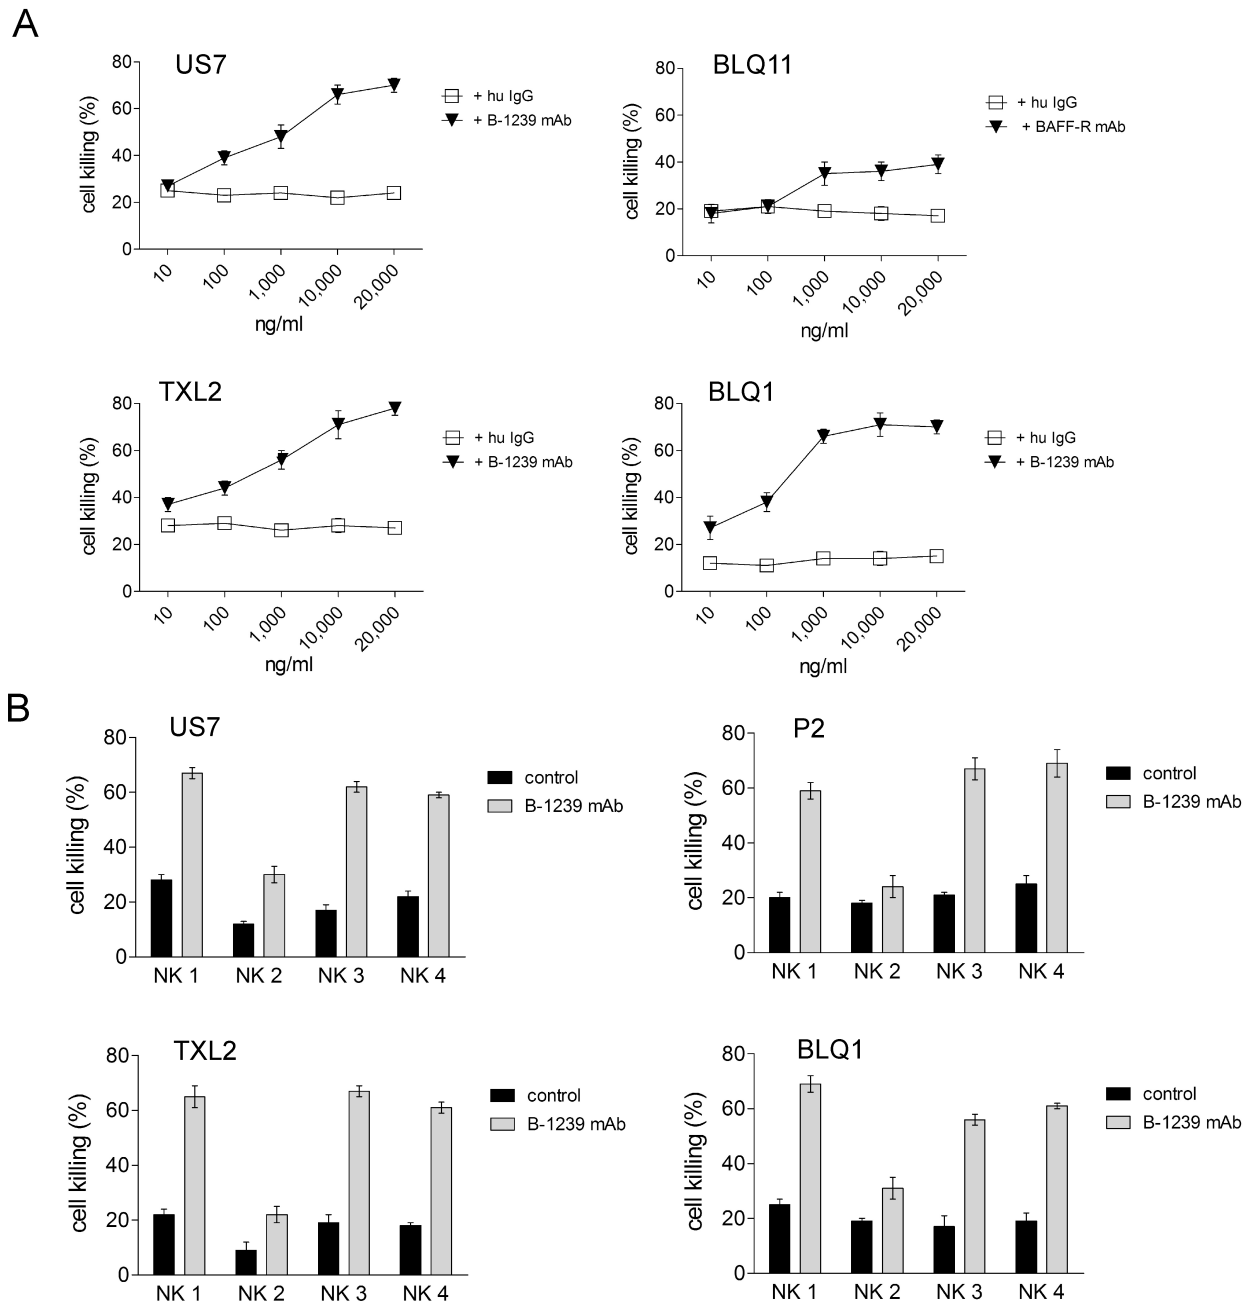 A
US7
80
60
40
20
0
cell killing (%)
10
100
1,000
10,000
20,000
ng/ml
+ hu IgG
+ B-1239 mAb
BLQ11
80
60
40
20
0
cell killing (%)
10
100
1,000
10,000
20,000
ng/ml
+ hu IgG
+ BAFF-R mAb
TXL2
80
60
40
20
0
cell killing (%)
10
100
1,000
10,000
20,000
ng/ml
+ hu IgG
+ B-1239 mAb
BLQ1
80
60
40
20
0
cell killing (%)
10
100
1,000
10,000
20,000
ng/ml
+ hu IgG
+ B-1239 mAb
B
US7
80
60
40
20
0
cell killing (%)
NK 1 NK 2 NK 3 NK 4
control
B-1239 mAb
P2
80
60
40
20
0
cell killing (%)
NK 1 NK 2 NK 3 NK 4
control
B-1239 mAb
TXL2
80
60
40
20
0
cell killing (%)
NK 1 NK 2 NK 3 NK 4
control
B-1239 mAb
BLQ1
80
60
40
20
0
cell killing (%)
NK 1 NK 2 NK 3 NK 4
control
B-1239 mAb